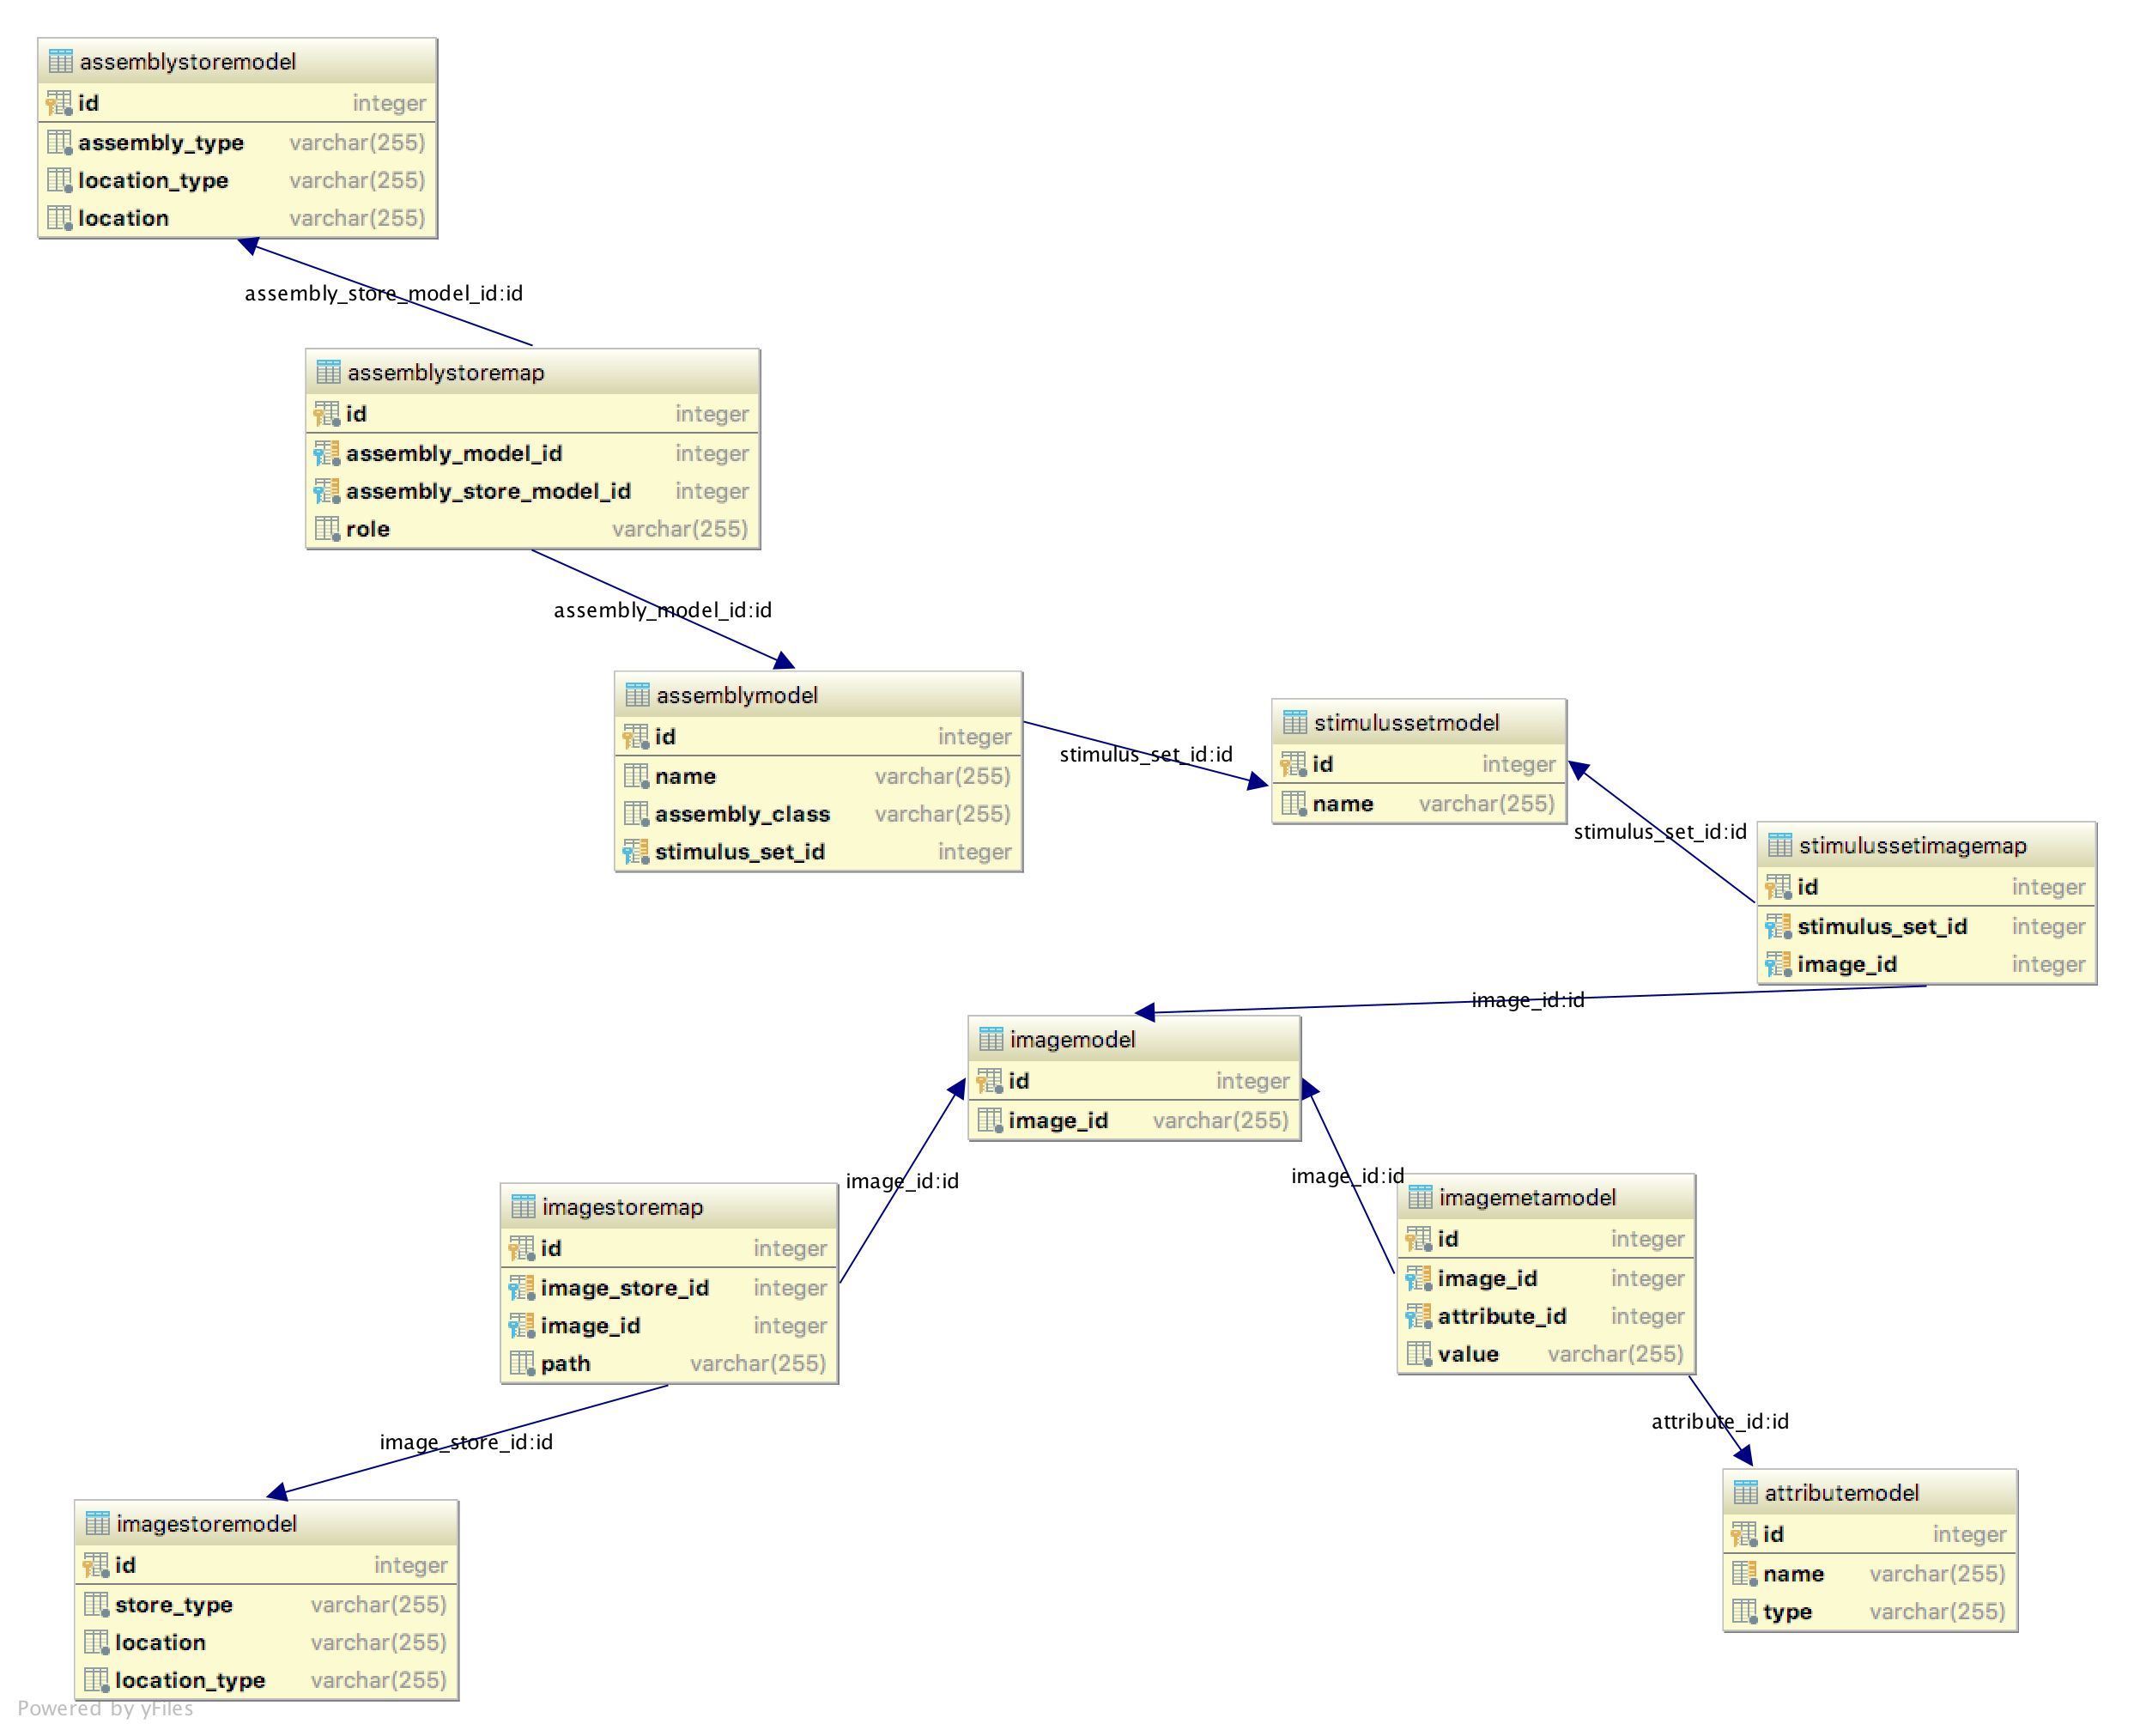 assemblystoremodel
id integer
assembly_type varchar(255)
location_type varchar(255)
location varchar(255)
assembly_store_model_id:id
assemblystoremap
id integer
assembly_model_id integer
assembly_store_model_id integer
role varchar(255)
assembly_model_id:id
assemblymodel
id integer
name varchar(255)
assembly_class varchar(255)
stimulus_set_id integer
stimulus_set_id:id
stimulussetmodel
id integer
name varchar(255)
stimulus_set_id:id
stimulussetimagemap
id integer
stimulus_set_id integer
image_id integer
image_id:id
imagemodel
id integer
image_id varchar(255)
image_id:id
image_id:id
imagestoremap
id integer
image_store_id integer
image_id integer
path varchar(255)
imagemetamodel
id integer
image_id integer
attribute_id integer
value varchar(255)
image_store_id:id
attribute_id:id
imagestoremodel
id integer
store_type varchar(255)
location varchar(255)
location_type varchar(255)
attributemodel
id integer
name varchar(255)
type varchar(255)
Powered by yFiles